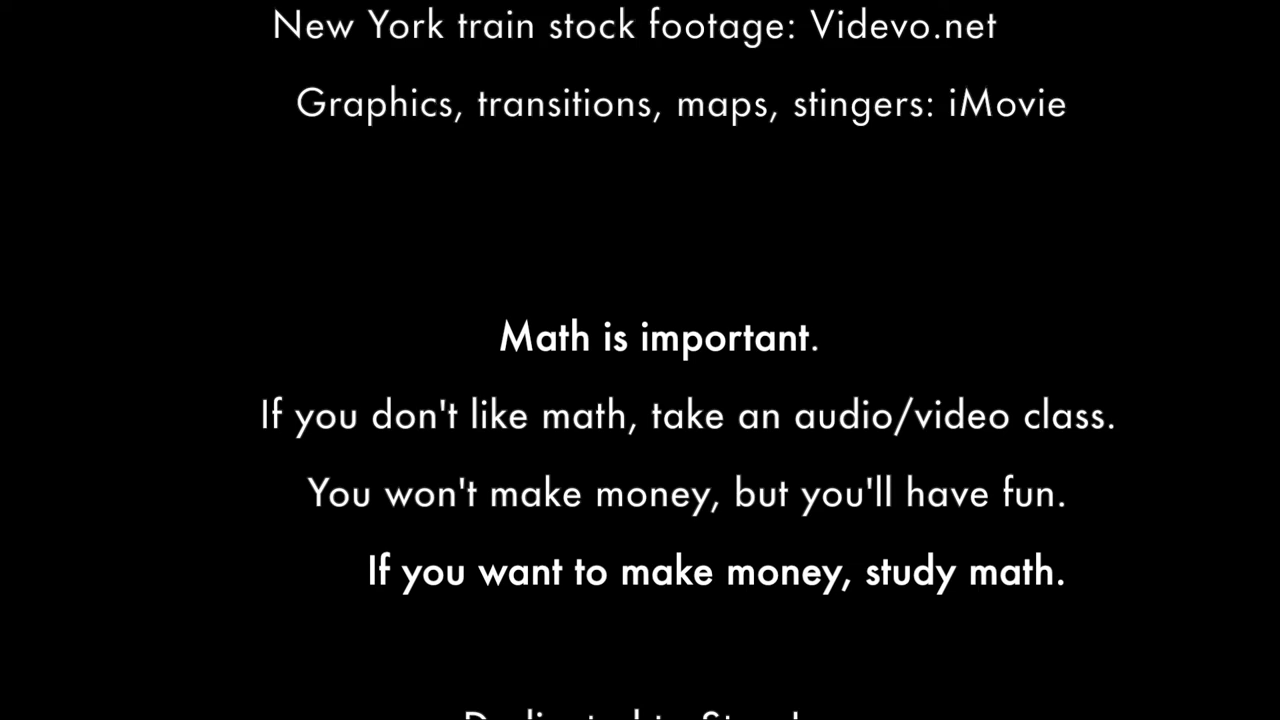 New York train stock footage: Videvo.net
Graphics, transitions, maps, stingers: iMovie
Math is important.
If you don't like math, take an audio/video class.
You won't make money, but you'll have fun.
If you want to make money, study math.
Dedicated to